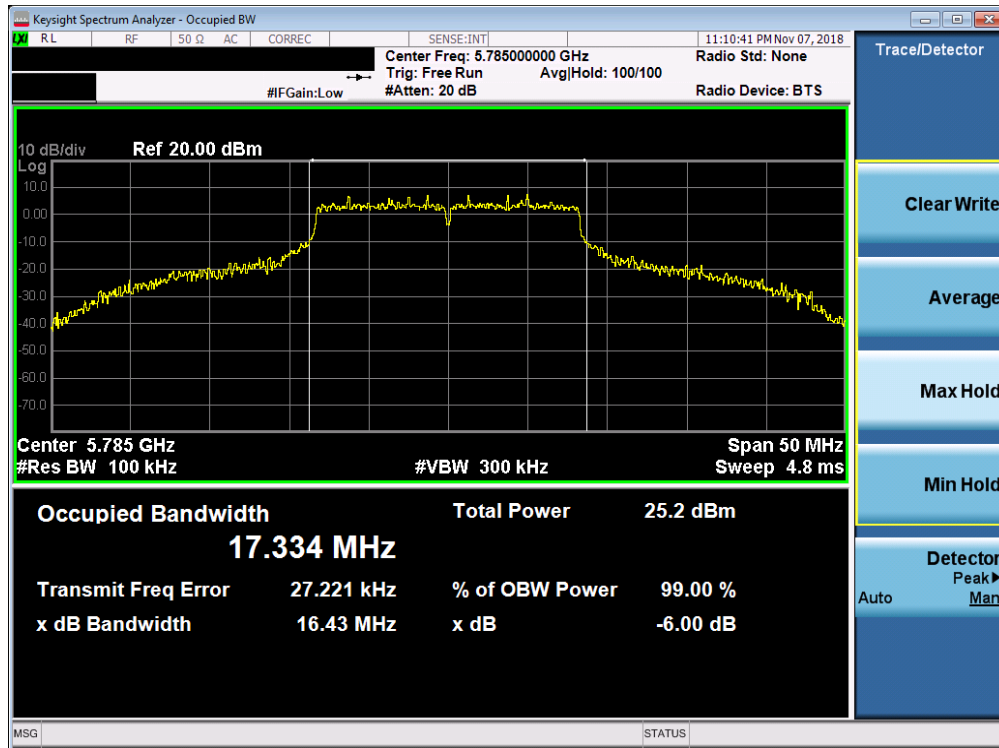 Keysight Spectrum Analyzer - Occupied BW
LXI RL RF 50 Ω AC CORREC SENSE:INT 11:10:41 PM Nov 07, 2018
Center Freq: 5.785000000 GHz Radio Std: None
Trig: Free Run Avg|Hold: 100/100
#IFGain:Low #Atten: 20 dB Radio Device: BTS
10 dB/div Ref 20.00 dBm
Log
10.0
0.00
-10.0
-20.0
-30.0
-40.0
-50.0
-60.0
-70.0
Center 5.785 GHz Span 50 MHz
#Res BW 100 kHz #VBW 300 kHz Sweep 4.8 ms
Occupied Bandwidth Total Power 25.2 dBm
17.334 MHz
Transmit Freq Error 27.221 kHz % of OBW Power 99.00 %
x dB Bandwidth 16.43 MHz x dB -6.00 dB
MSG STATUS
Trace/Detector
Clear Write
Average
Max Hold
Min Hold
Detector
Peak
Auto Man